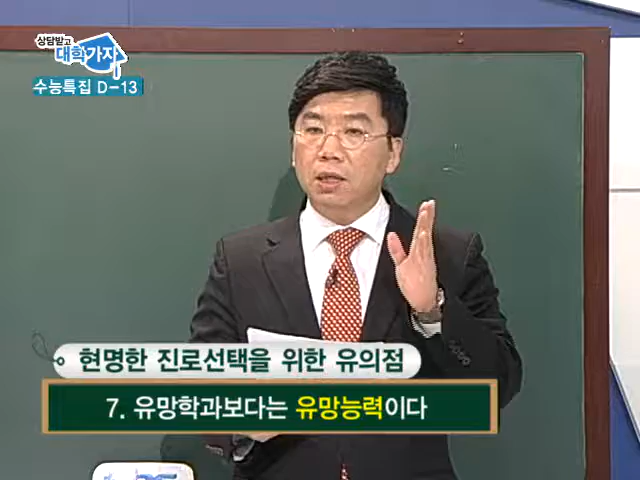 상담받고
대학가자
수능특집 D-13
현명한 진로선택을 위한 유의점
7. 유망학과보다는 유망능력이다